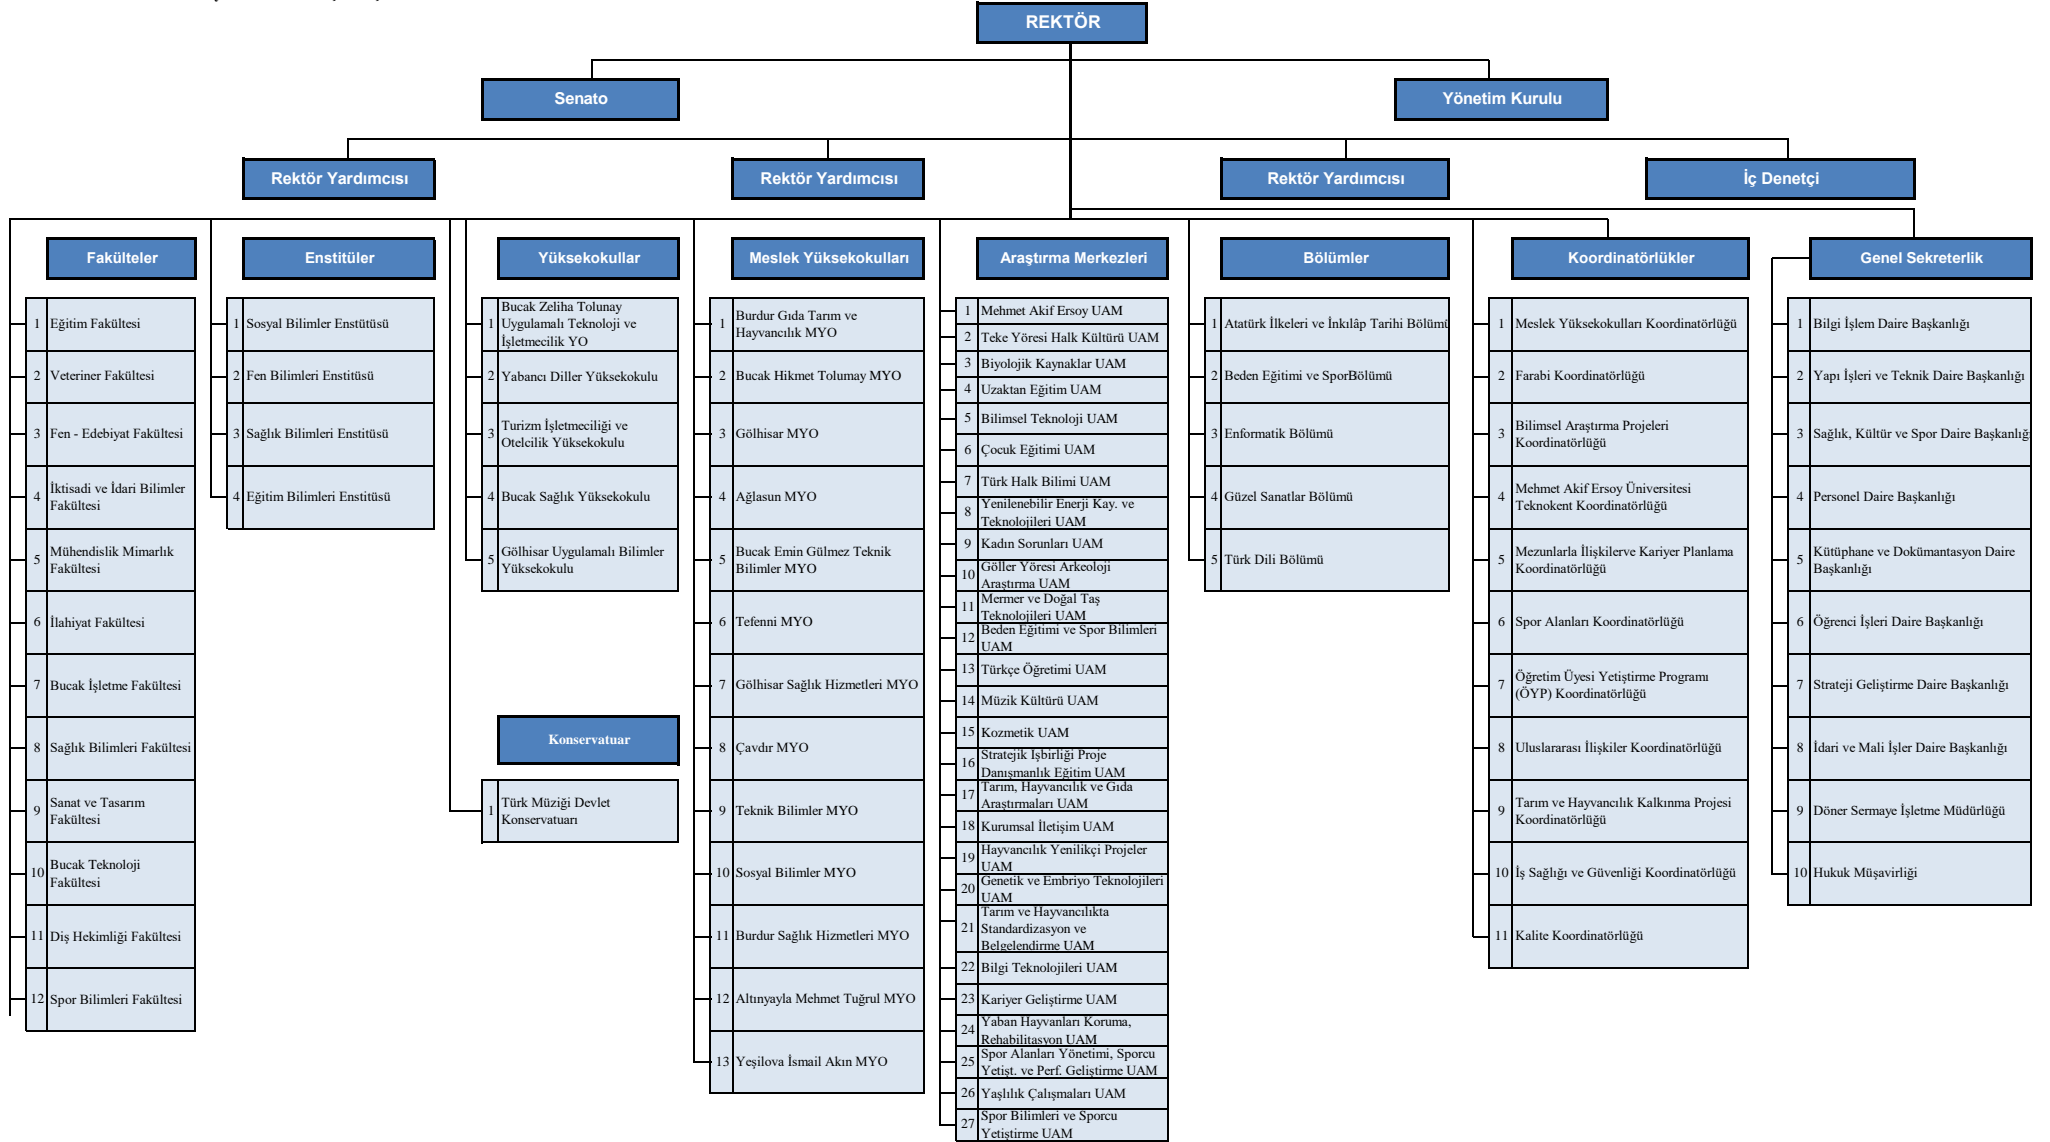 REKTÖR
Senato
Yönetim Kurulu
Rektör Yardımcısı
Rektör Yardımcısı
Rektör Yardımcısı
İç Denetçi
Fakülteler
1 Eğitim Fakültesi
2 Veteriner Fakültesi
3 Fen - Edebiyat Fakültesi
4 İktisadi ve İdari Bilimler
Fakültesi
5 Mühendislik Mimarlık
Fakültesi
6 İlahiyat Fakültesi
7 Bucak İşletme Fakültesi
8 Sağlık Bilimleri Fakültesi
9 Sanat ve Tasarım
Fakültesi
10 Bucak Teknoloji
Fakültesi
11 Diş Hekimliği Fakültesi
12 Spor Bilimleri Fakültesi
Enstitüler
1 Sosyal Bilimler Enstütüsü
2 Fen Bilimleri Enstitüsü
3 Sağlık Bilimleri Enstitüsü
4 Eğitim Bilimleri Enstitüsü
Yüksekokullar
1 Bucak Zeliha Tolunay
Uygulamalı Teknoloji ve
İşletmecilik YO
2 Yabancı Diller Yüksekokulu
3 Turizm İşletmeciliği ve
Otelcilik Yüksekokulu
4 Bucak Sağlık Yüksekokulu
5 Gölhisar Uygulamalı Bilimler
Yüksekokulu
Konservatuar
1 Türk Müziği Devlet
Konservatuarı
Meslek Yüksekokulları
1 Burdur Gıda Tarım ve
Hayvancılık MYO
2 Bucak Hikmet Tolumay MYO
3 Gölhisar MYO
4 Ağlasun MYO
5 Bucak Emin Gülmez Teknik
Bilimler MYO
6 Tefenni MYO
7 Gölhisar Sağlık Hizmetleri MYO
8 Çavdır MYO
9 Teknik Bilimler MYO
10 Sosyal Bilimler MYO
11 Burdur Sağlık Hizmetleri MYO
12 Altınyayla Mehmet Tuğrul MYO
13 Yeşilova İsmail Akın MYO
Araştırma Merkezleri
1 Mehmet Akif Ersoy UAM
2 Teke Yöresi Halk Kültürü UAM
3 Biyolojik Kaynaklar UAM
4 Uzaktan Eğitim UAM
5 Bilimsel Teknoloji UAM
6 Çocuk Eğitimi UAM
7 Türk Halk Bilimi UAM
8 Yenilenebilir Enerji Kay. ve
Teknolojileri UAM
9 Kadın Sorunları UAM
10 Göller Yöresi Arkeoloji
Araştırma UAM
11 Mermer ve Doğal Taş
Teknolojileri UAM
12 Beden Eğitimi ve Spor Bilimleri
UAM
13 Türkçe Öğretimi UAM
14 Müzik Kültürü UAM
15 Kozmetik UAM
16 Stratejik İşbirliği Proje
Danışmanlık Eğitim UAM
17 Tarım, Hayvancılık ve Gıda
Araştırmaları UAM
18 Kurumsal İletişim UAM
19 Hayvancılık Yenilikçi Projeler
UAM
20 Genetik ve Embriyo Teknolojileri
UAM
21 Tarım ve Hayvancılıkta
Standardizasyon ve
Belgelendirme UAM
22 Bilgi Teknolojileri UAM
23 Kariyer Geliştirme UAM
24 Yaban Hayvanları Koruma,
Rehabilitasyon UAM
25 Spor Alanları Yönetimi, Sporcu
Yetişt. ve Perf. Geliştirme UAM
26 Yaşlılık Çalışmaları UAM
27 Spor Bilimleri ve Sporcu
Yetiştirme UAM
Bölümler
1 Atatürk İlkeleri ve İnkılâp Tarihi Bölümü
2 Beden Eğitimi ve SporBölümü
3 Enformatik Bölümü
4 Güzel Sanatlar Bölümü
5 Türk Dili Bölümü
Koordinatörlükler
1 Meslek Yüksekokulları Koordinatörlüğü
2 Farabi Koordinatörlüğü
3 Bilimsel Araştırma Projeleri
Koordinatörlüğü
4 Mehmet Akif Ersoy Üniversitesi
Teknokent Koordinatörlüğü
5 Mezunlarla İlişkilerve Kariyer Planlama
Koordinatörlüğü
6 Spor Alanları Koordinatörlüğü
7 Öğretim Üyesi Yetiştirme Programı
(ÖYP) Koordinatörlüğü
8 Uluslararası İlişkiler Koordinatörlüğü
9 Tarım ve Hayvancılık Kalkınma Projesi
Koordinatörlüğü
10 İş Sağlığı ve Güvenliği Koordinatörlüğü
11 Kalite Koordinatörlüğü
Genel Sekreterlik
1 Bilgi İşlem Daire Başkanlığı
2 Yapı İşleri ve Teknik Daire Başkanlığı
3 Sağlık, Kültür ve Spor Daire Başkanlığı
4 Personel Daire Başkanlığı
5 Kütüphane ve Dokümantasyon Daire
Başkanlığı
6 Öğrenci İşleri Daire Başkanlığı
7 Strateji Geliştirme Daire Başkanlığı
8 İdari ve Mali İşler Daire Başkanlığı
9 Döner Sermaye İşletme Müdürlüğü
10 Hukuk Müşavirliği